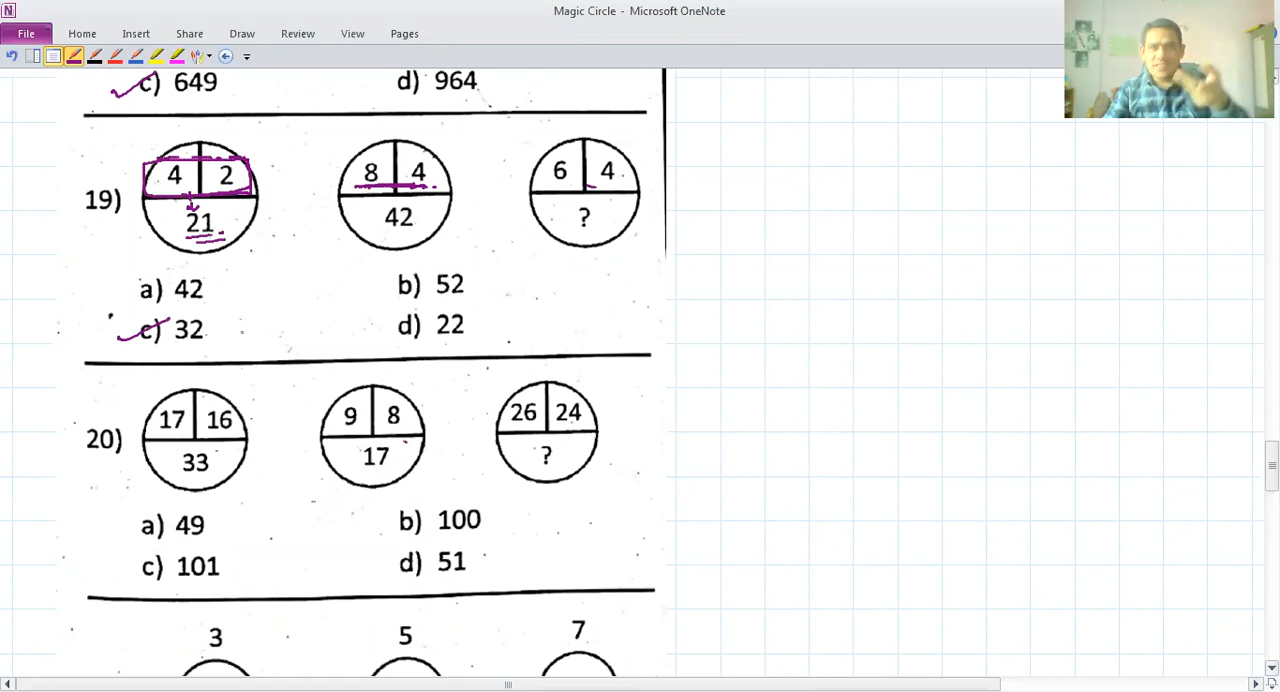 Magic Circle - Microsoft OneNote
File Home Insert Share Draw Review View Pages
c) 649 d) 964
19) 4 2 8 4 6 4
21 42 ?
a) 42 b) 52
c) 32 d) 22
20) 17 16 9 8 26 24
33 17 ?
a) 49 b) 100
c) 101 d) 51
3 5 7